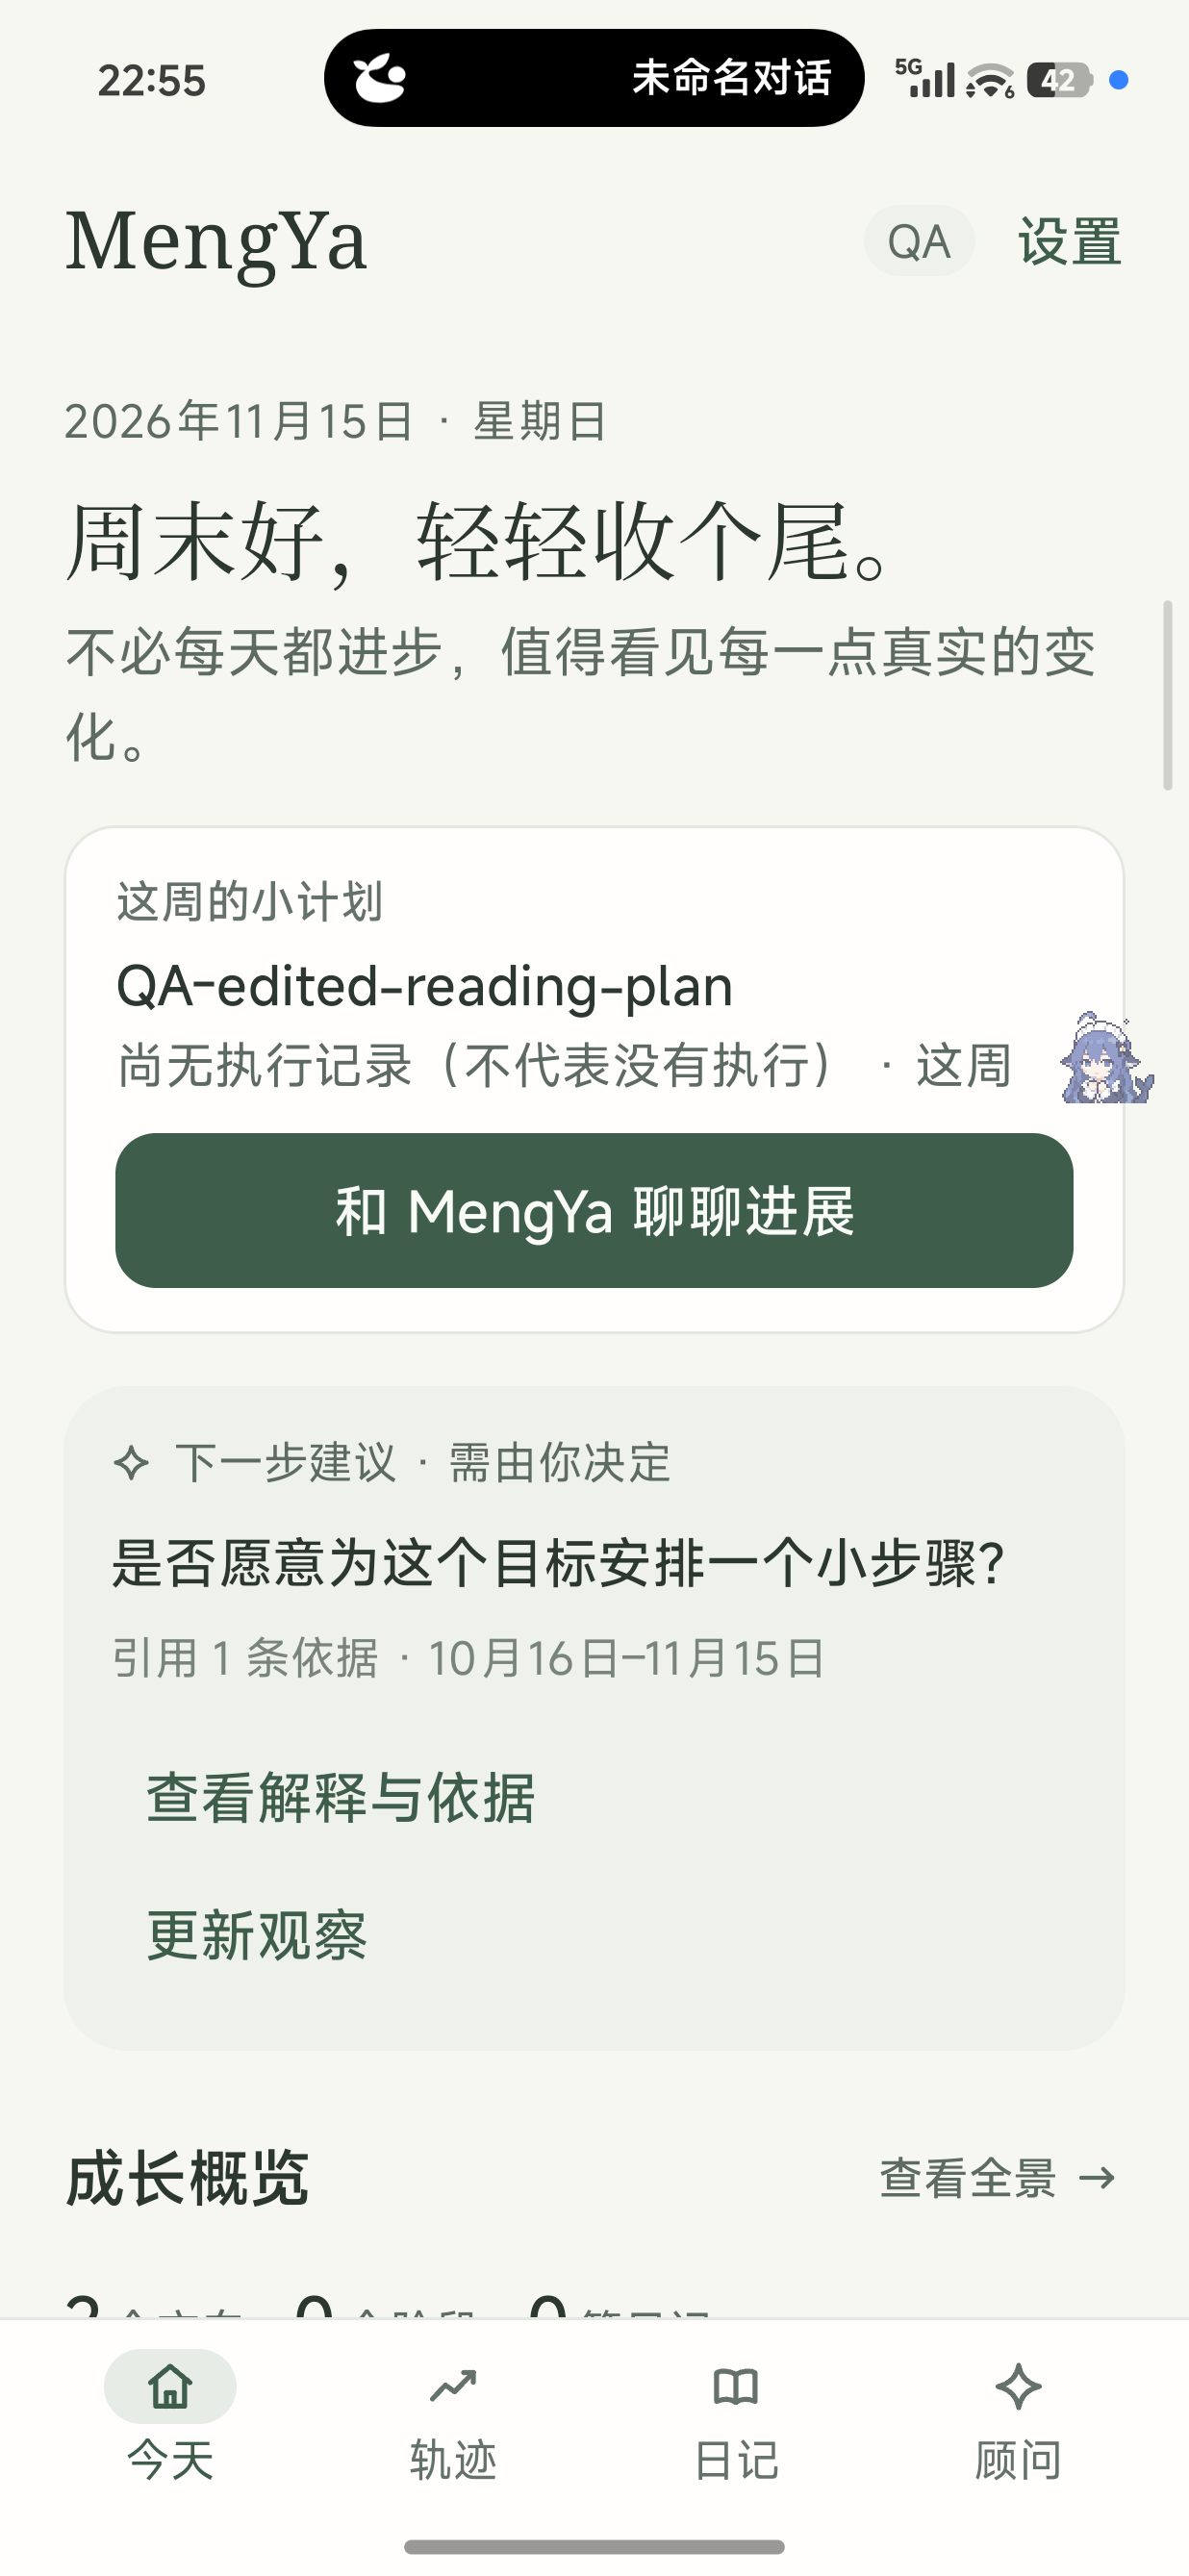 22:55
未命名对话
5G
6
42
MengYa
QA
设置
2026年11月15日 · 星期日
周末好，轻轻收个尾。
不必每天都进步，值得看见每一点真实的变
化。
这周的小计划
QA-edited-reading-plan
尚无执行记录（不代表没有执行） · 这周
和 MengYa 聊聊进展
下一步建议 · 需由你决定
是否愿意为这个目标安排一个小步骤？
引用 1 条依据 · 10月16日–11月15日
查看解释与依据
更新观察
成长概览
查看全景 →
今天
轨迹
日记
顾问